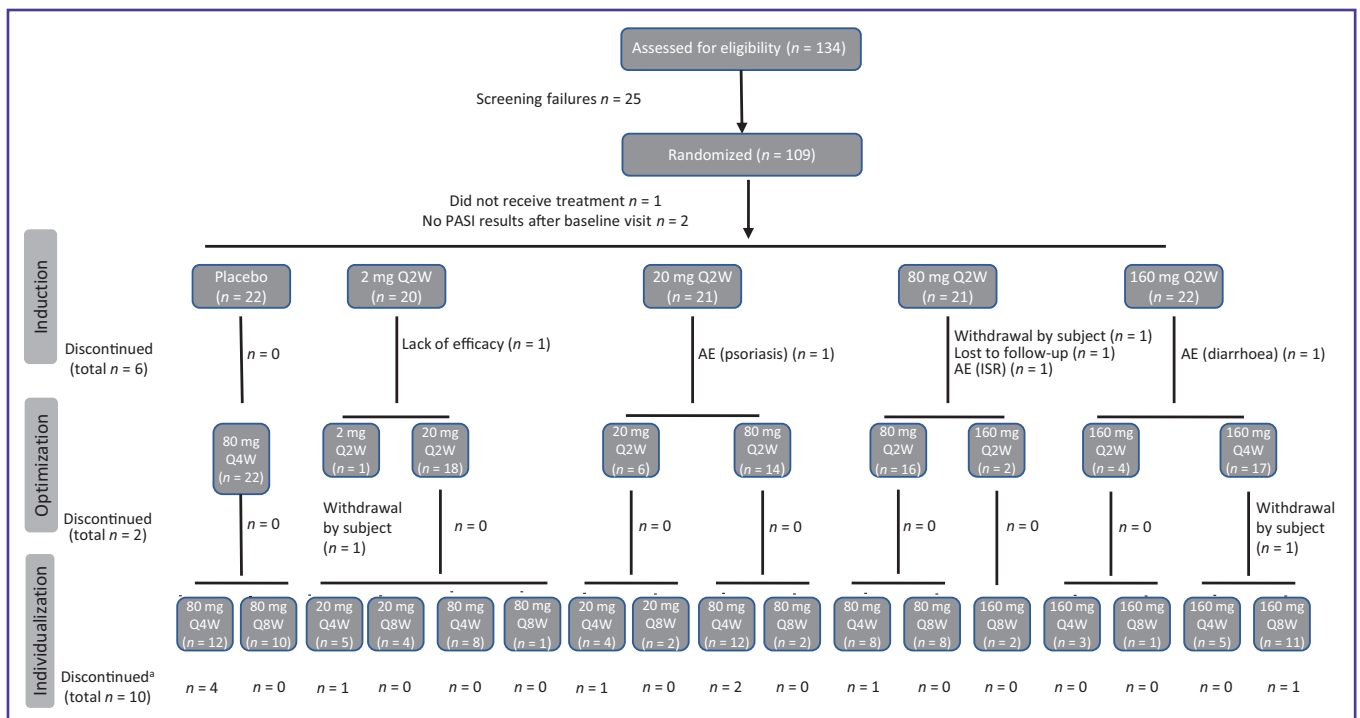 Assessed for eligibility (n = 134)
Screening failures n = 25
Randomized (n = 109)
Did not receive treatment n = 1
No PASI results after baseline visit n = 2
Induction
Placebo
(n = 22)
2 mg Q2W
(n = 20)
20 mg Q2W
(n = 21)
80 mg Q2W
(n = 21)
160 mg Q2W
(n = 22)
Discontinued
(total n = 6)
n = 0
Lack of efficacy (n = 1)
AE (psoriasis) (n = 1)
Withdrawal by subject (n = 1)
Lost to follow-up (n = 1)
AE (ISR) (n = 1)
AE (diarrhoea) (n = 1)
Optimization
80 mg
Q4W
(n = 22)
2 mg
Q2W
(n = 1)
20 mg
Q2W
(n = 18)
20 mg
Q2W
(n = 6)
80 mg
Q2W
(n = 14)
80 mg
Q2W
(n = 16)
160 mg
Q2W
(n = 2)
160 mg
Q2W
(n = 4)
160 mg
Q4W
(n = 17)
Discontinued
(total n = 2)
n = 0
Withdrawal
by subject
(n = 1)
n = 0
n = 0
n = 0
n = 0
n = 0
n = 0
Withdrawal
by subject
(n = 1)
Individualization
80 mg
Q4W
(n = 12)
80 mg
Q8W
(n = 10)
20 mg
Q4W
(n = 5)
20 mg
Q8W
(n = 4)
80 mg
Q4W
(n = 8)
80 mg
Q8W
(n = 1)
20 mg
Q4W
(n = 4)
20 mg
Q8W
(n = 2)
80 mg
Q4W
(n = 12)
80 mg
Q8W
(n = 2)
80 mg
Q4W
(n = 8)
80 mg
Q8W
(n = 8)
160 mg
Q8W
(n = 2)
160 mg
Q4W
(n = 3)
160 mg
Q8W
(n = 1)
160 mg
Q4W
(n = 5)
160 mg
Q8W
(n = 11)
Discontinuedᵃ
(total n = 10)
n = 4
n = 0
n = 1
n = 0
n = 0
n = 0
n = 1
n = 0
n = 2
n = 0
n = 1
n = 0
n = 0
n = 0
n = 0
n = 0
n = 1